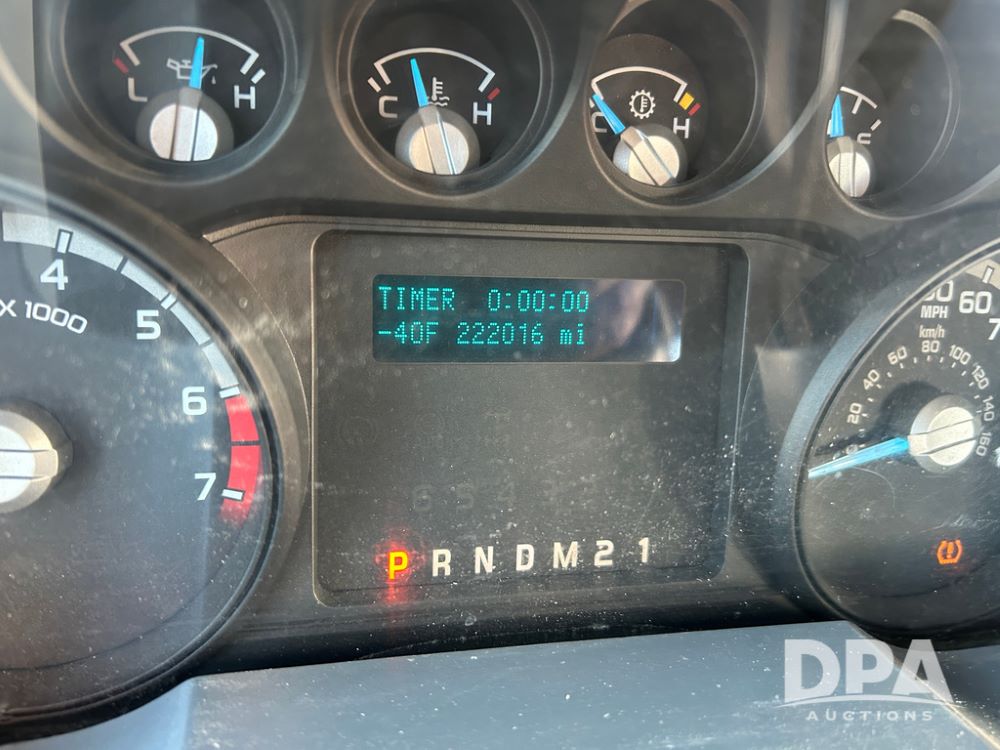 L H
C H
C H
4
5
6
7
X 1000
TIMER 0:00:00
-40F 222016 mi
P R N D M 2 1
60
MPH
km/h
20
40
60
80
100
120
140
160
DPA
AUCTIONS